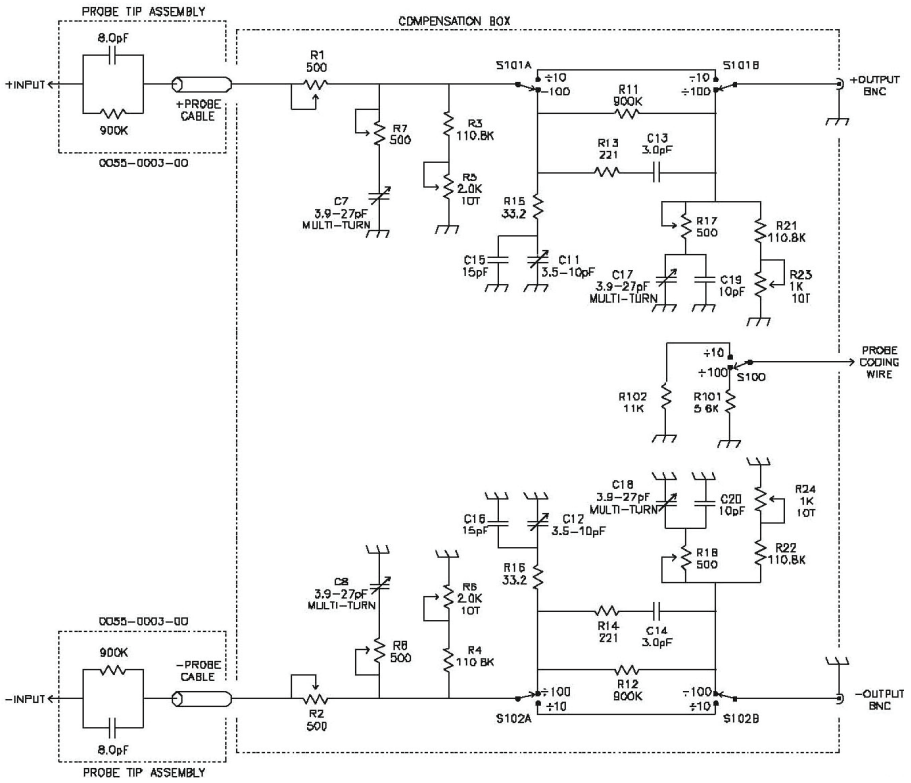 PROBE TIP ASSEMBLY
COMPENSATION BOX
8.0pF
+INPUT
900K
0055-0003-00
+PROBE
CABLE
R1
500
R7
500
C7
3.9-27pF
MULTI-TURN
R3
110.8K
R5
2.0K
10T
S101A
÷10
÷100
R11
900K
S101B
÷10
÷100
+OUTPUT
BNC
R13
221
C13
3.0pF
R15
33.2
C15
15pF
C11
3.5-10pF
R17
500
C17
3.9-27pF
MULTI-TURN
C19
10pF
R21
110.8K
R23
1K
10T
÷10
÷100
S100
PROBE
CODING
WIRE
R102
11K
R101
5.6K
C16
15pF
C12
3.5-10pF
R16
33.2
C18
3.9-27pF
MULTI-TURN
C20
10pF
R24
1K
10T
R18
500
R22
110.8K
C8
3.9-27pF
MULTI-TURN
R6
2.0K
10T
R8
500
R4
110.8K
R14
221
C14
3.0pF
0055-0003-00
900K
-PROBE
CABLE
-INPUT
8.0pF
PROBE TIP ASSEMBLY
R2
500
÷100
÷10
S102A
R12
900K
÷100
÷10
S102B
-OUTPUT
BNC